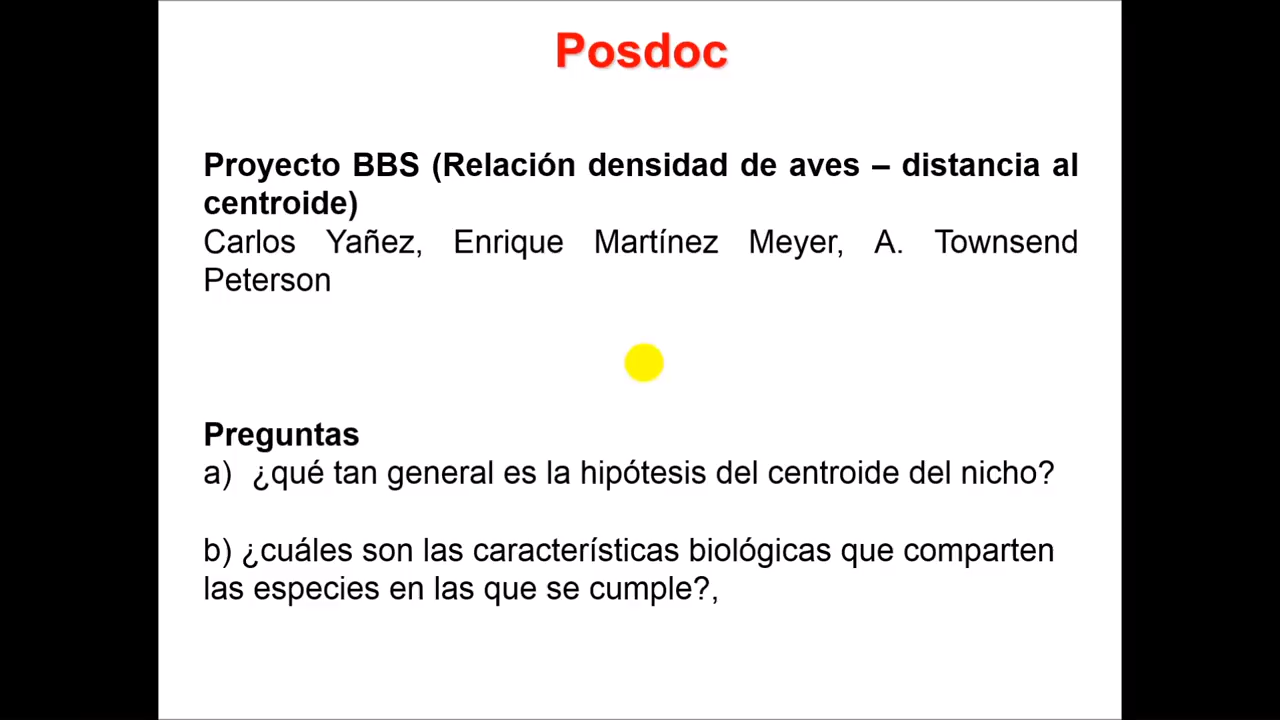 Posdoc
Proyecto BBS (Relación densidad de aves – distancia al
centroide)
Carlos Yañez, Enrique Martínez Meyer, A. Townsend
Peterson
Preguntas
a) ¿qué tan general es la hipótesis del centroide del nicho?
b) ¿cuáles son las características biológicas que comparten
las especies en las que se cumple?,